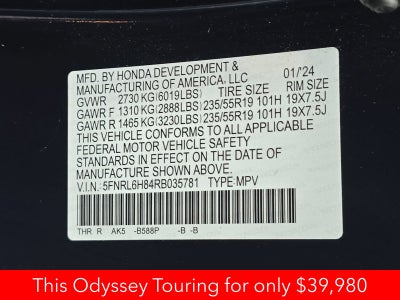 MFD. BY HONDA DEVELOPMENT &
MANUFACTURING OF AMERICA, LLC 01/'24
GVWR 2730 KG(6019LBS) TIRE SIZE RIM SIZE
GAWR F 1310 KG(2888LBS) 235/55R19 101H 19X7.5J
GAWR R 1465 KG(3230LBS) 235/55R19 101H 19X7.5J
THIS VEHICLE CONFORMS TO ALL APPLICABLE
FEDERAL MOTOR VEHICLE SAFETY
STANDARDS IN EFFECT ON THE DATE OF
MANUFACTURE SHOWN ABOVE.
V.I.N: 5FNRL6H84RB035781 TYPE:MPV
THR. R AK5 -B588P -B -B
This Odyssey Touring for only $39,980